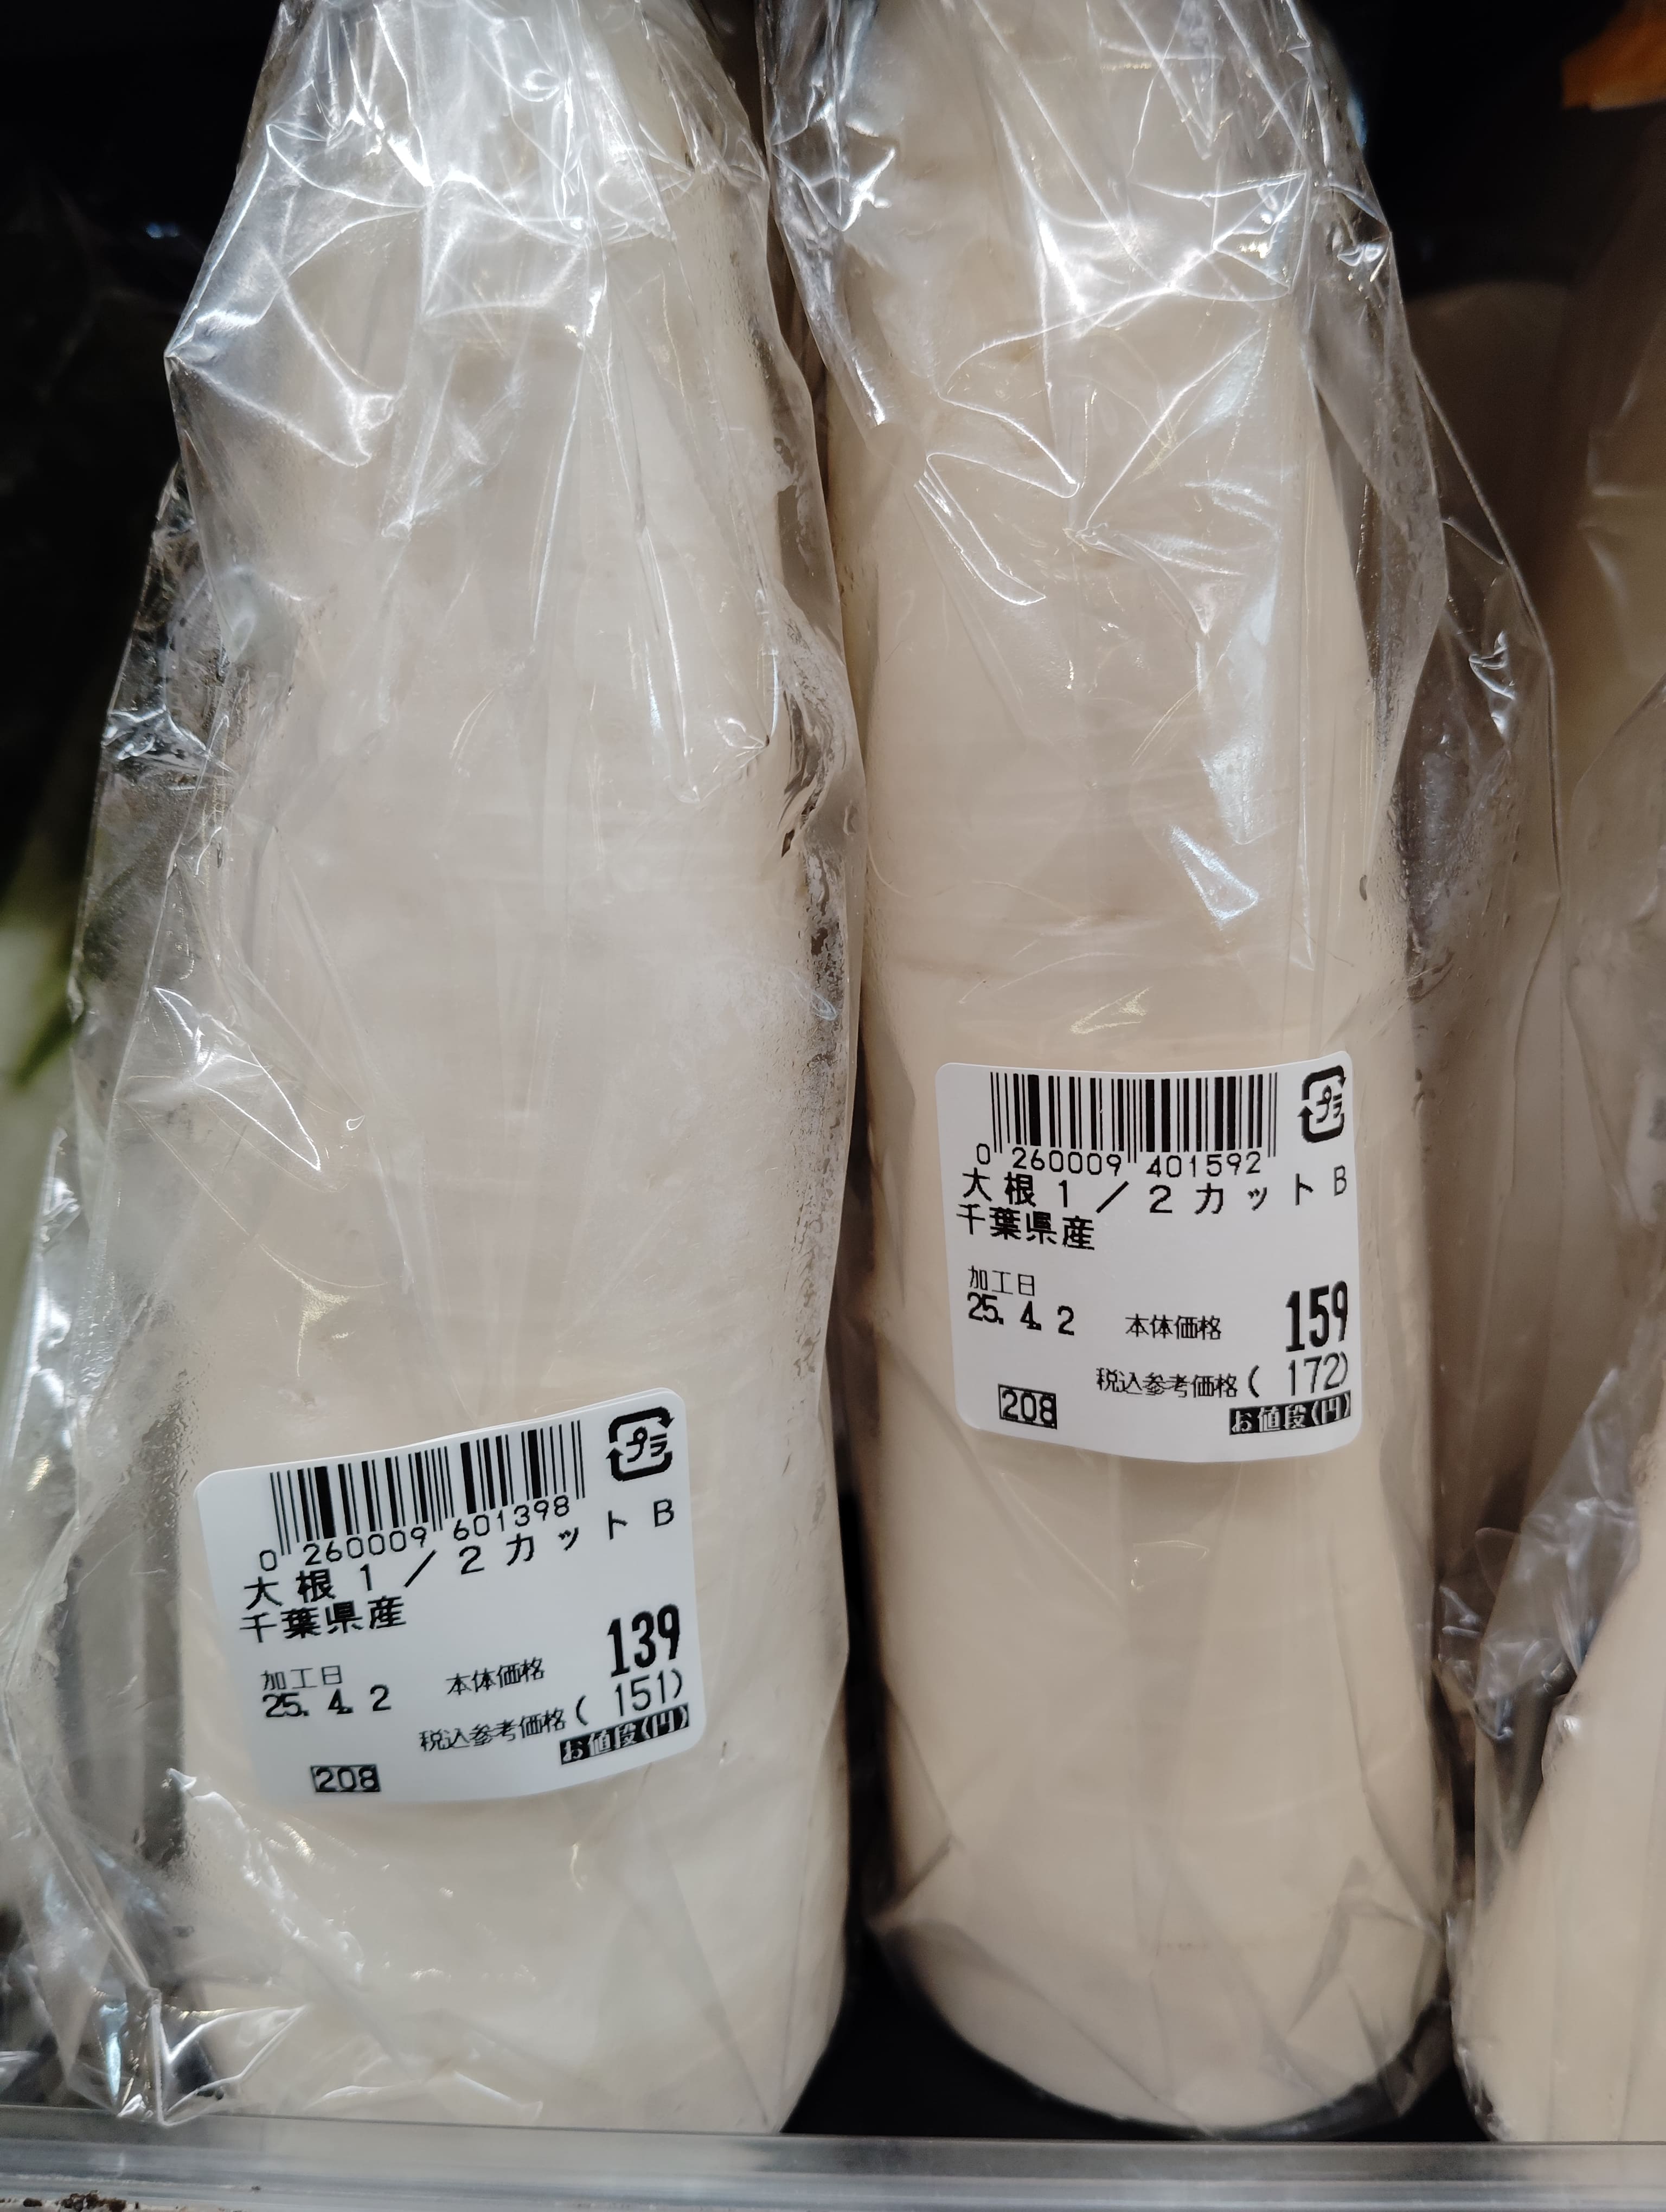 プラ
0 260009 601398
大根1/2カットB
千葉県産
加工日
25.4.2
本体価格 139
税込参考価格( 151)
お値段(円)
208
プラ
0 260009 401592
大根1/2カットB
千葉県産
加工日
25.4.2
本体価格 159
税込参考価格( 172)
お値段(円)
208